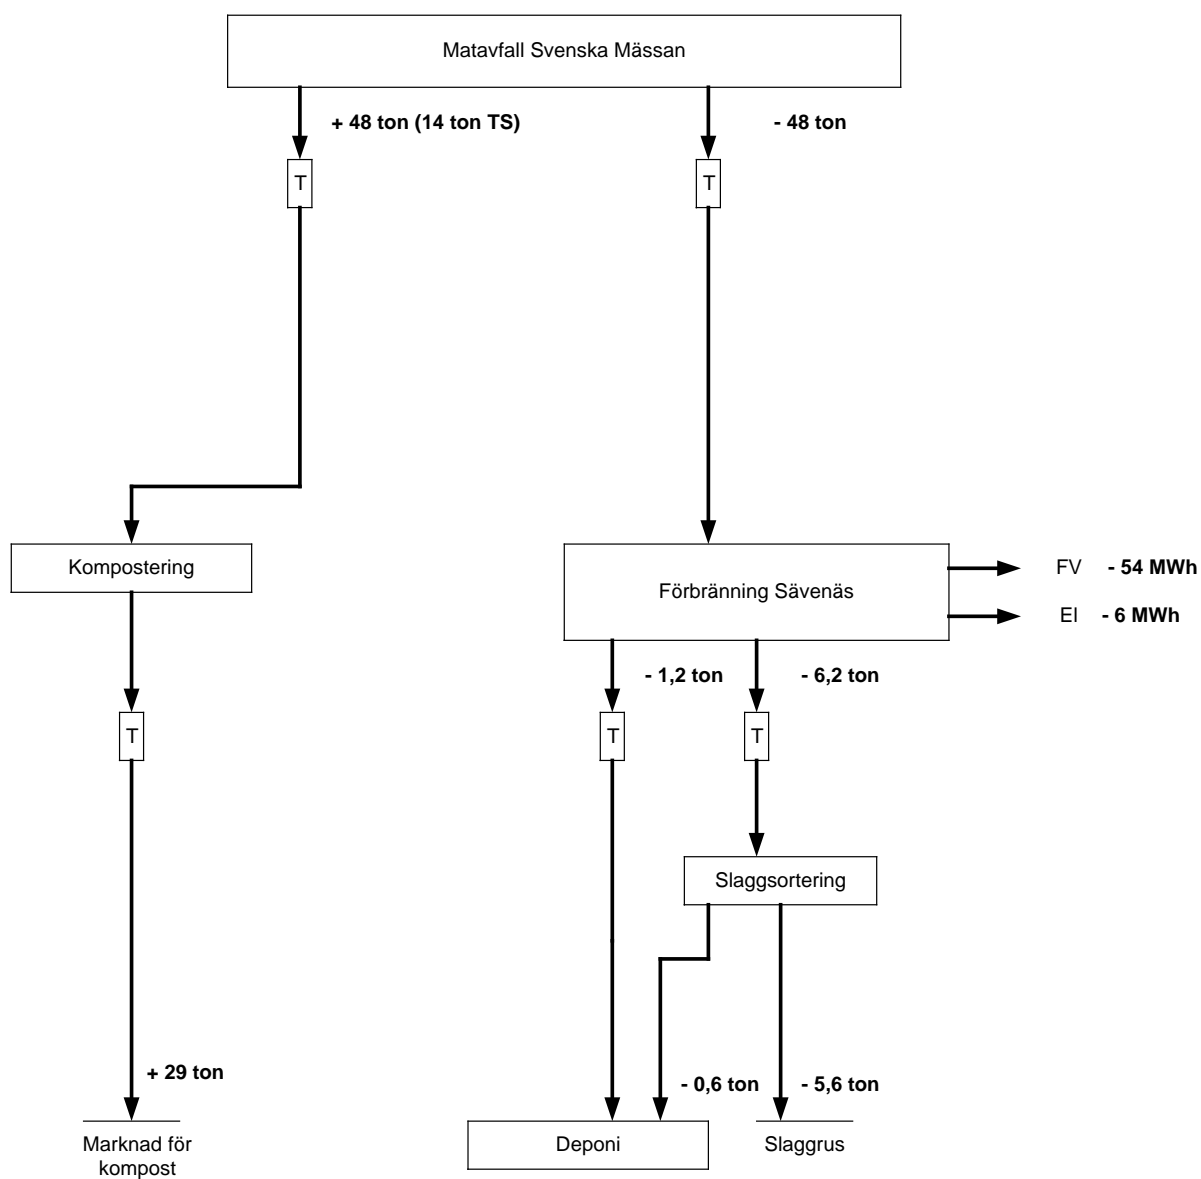 Matavfall Svenska Mässan
+ 48 ton (14 ton TS)
- 48 ton
T
T
Kompostering
Förbränning Sävenäs
FV - 54 MWh
El - 6 MWh
- 1,2 ton
- 6,2 ton
T
T
T
Slaggsortering
+ 29 ton
- 0,6 ton
- 5,6 ton
Marknad för
kompost
Deponi
Slaggrus